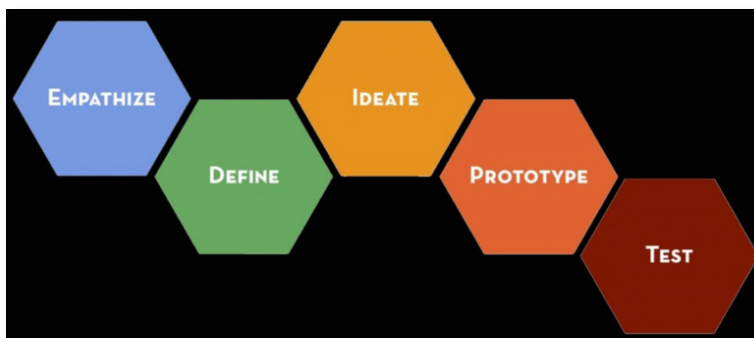 EMPATHIZE
DEFINE
IDEATE
PROTOTYPE
TEST